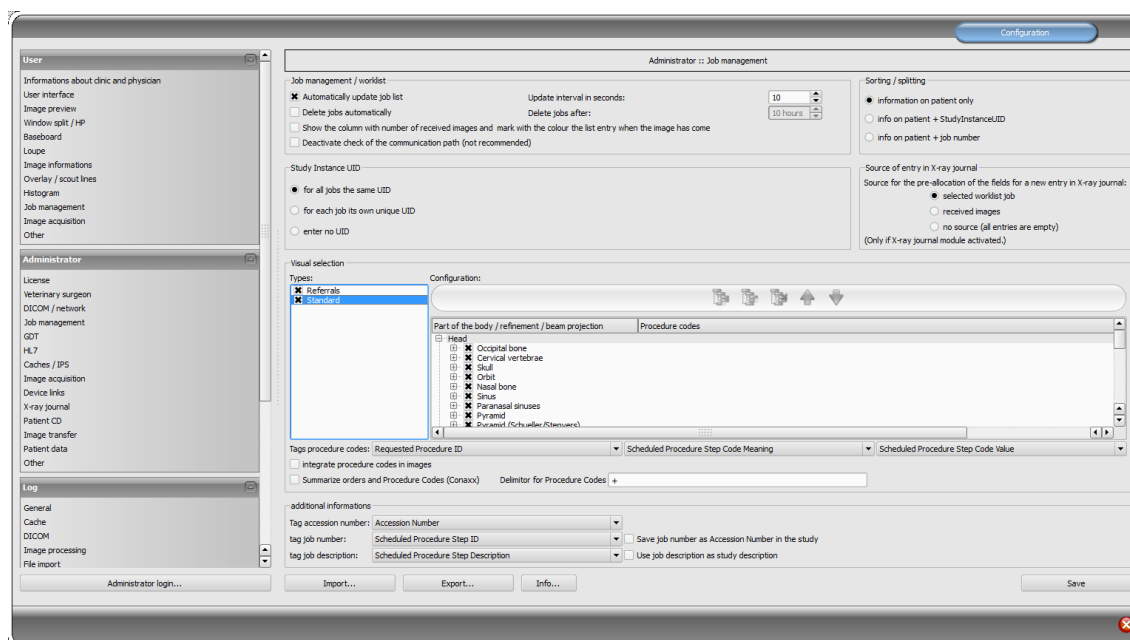 Configuration
User
Informations about clinic and physician
User interface
Image preview
Window split / HP
Baseboard
Loupe
Image informations
Overlay / scout lines
Histogram
Job management
Image acquisition
Other
Administrator
License
Veterinary surgeon
DICOM / network
Job management
GDT
HL7
Caches / IPS
Image acquisition
Device links
X-ray journal
Patient CD
Image transfer
Patient data
Other
Log
General
Cache
DICOM
Image processing
File import
Administrator login...
Administrator :: Job management
Job management / worklist
Automatically update job list Update interval in seconds: 10
Delete jobs automatically Delete jobs after: 10 hours
Show the column with number of received images and mark with the colour the list entry when the image has come
Deactivate check of the communication path (not recommended)
Sorting / splitting
information on patient only
info on patient + StudyInstanceUID
info on patient + job number
Study Instance UID
for all jobs the same UID
for each job its own unique UID
enter no UID
Source of entry in X-ray journal
Source for the pre-allocation of the fields for a new entry in X-ray journal:
selected worklist job
received images
no source (all entries are empty)
(Only if X-ray journal module activated.)
Visual selection
Types: Configuration:
Referrals
Standard
Part of the body / refinement / beam projection Procedure codes
Head
Occipital bone
Cervical vertebrae
Skull
Orbit
Nasal bone
Sinus
Paranasal sinuses
Pyramid
Pyramid (Schueller/Stenvers)
Tags procedure codes: Requested Procedure ID Scheduled Procedure Step Code Meaning Scheduled Procedure Step Code Value
integrate procedure codes in images
Summarize orders and Procedure Codes (Conaxx) Delimitor for Procedure Codes +
additional informations
Tag accession number: Accession Number
tag job number: Scheduled Procedure Step ID Save job number as Accession Number in the study
tag job description: Scheduled Procedure Step Description Use job description as study description
Import... Export... Info... Save